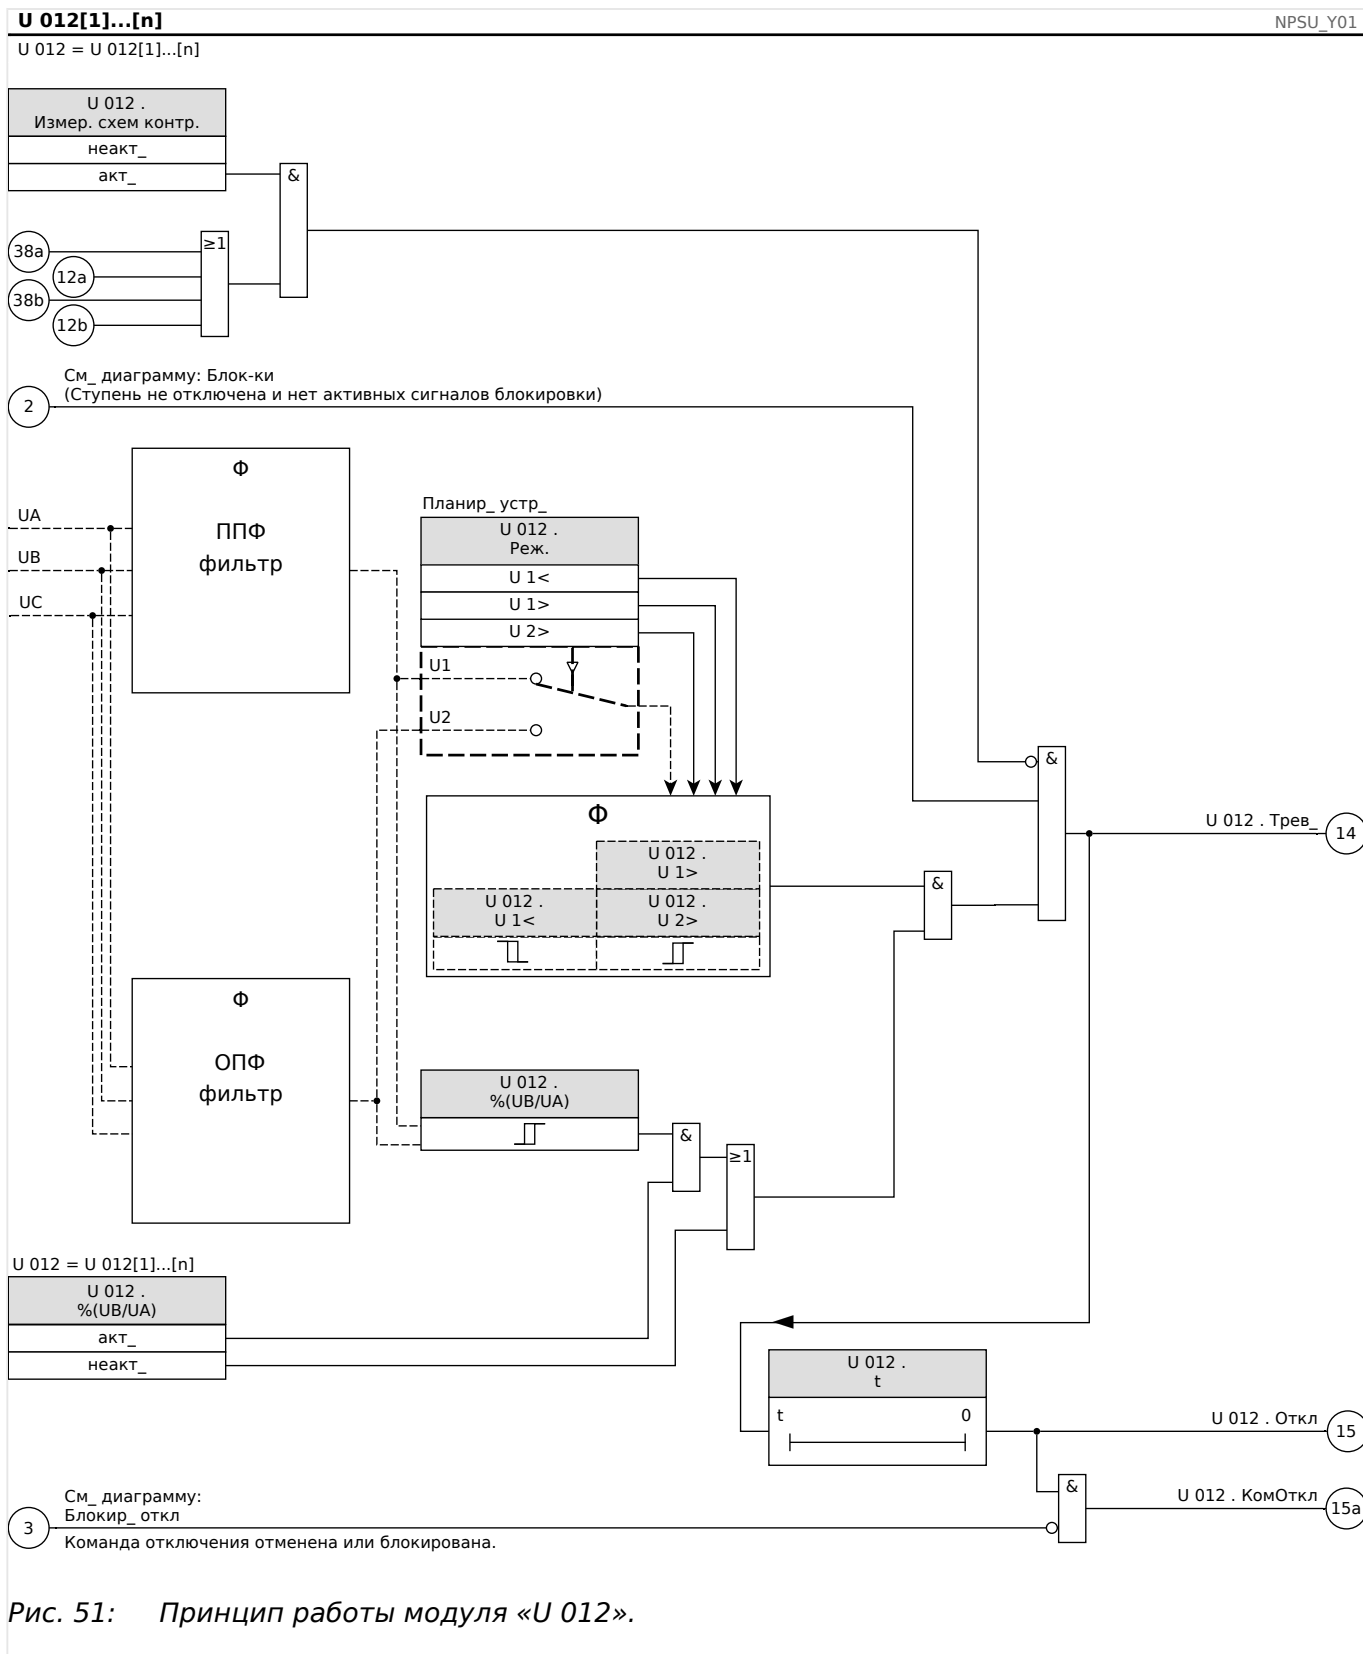 U 012[1]...[n]
NPSU_Y01
U 012 = U 012[1]...[n]
U 012 .
Измер. схем контр.
неакт_
акт_
&
38a
≥1
12a
38b
12b
См_ диаграмму: Блок-ки
(Ступень не отключена и нет активных сигналов блокировки)
2
Φ
ППФ
фильтр
UA
UB
UC
Планир_ устр_
U 012 .
Реж.
U 1<
U 1>
U 2>
U1
U2
&
Φ
U 012 .
U 1>
U 012 .
U 1<
U 012 .
U 2>
&
U 012 . Трев_
14
Φ
ОПФ
фильтр
U 012 .
%(UB/UA)
&
≥1
U 012 = U 012[1]...[n]
U 012 .
%(UB/UA)
акт_
неакт_
U 012 .
t
t
0
U 012 . Откл
15
&
U 012 . КомОткл
15a
См_ диаграмму:
Блокир_ откл
3
Команда отключения отменена или блокирована.
Рис. 51: Принцип работы модуля «U 012».